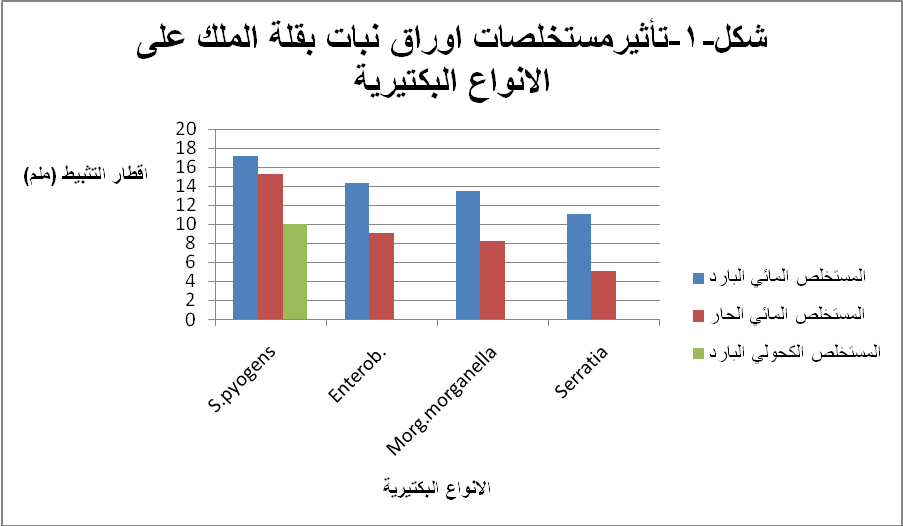 شكل-١-تأثيرمستخلصات اوراق نبات بقلة الملك على
الانواع البكتيرية
اقطار التثبيط (ملم)
20
18
16
14
12
10
8
6
4
2
0
S.pyogens
Enterob.
Morg.morganella
Serratia
الانواع البكتيرية
المستخلص المائي البارد
المستخلص المائي الحار
المستخلص الكحولي البارد